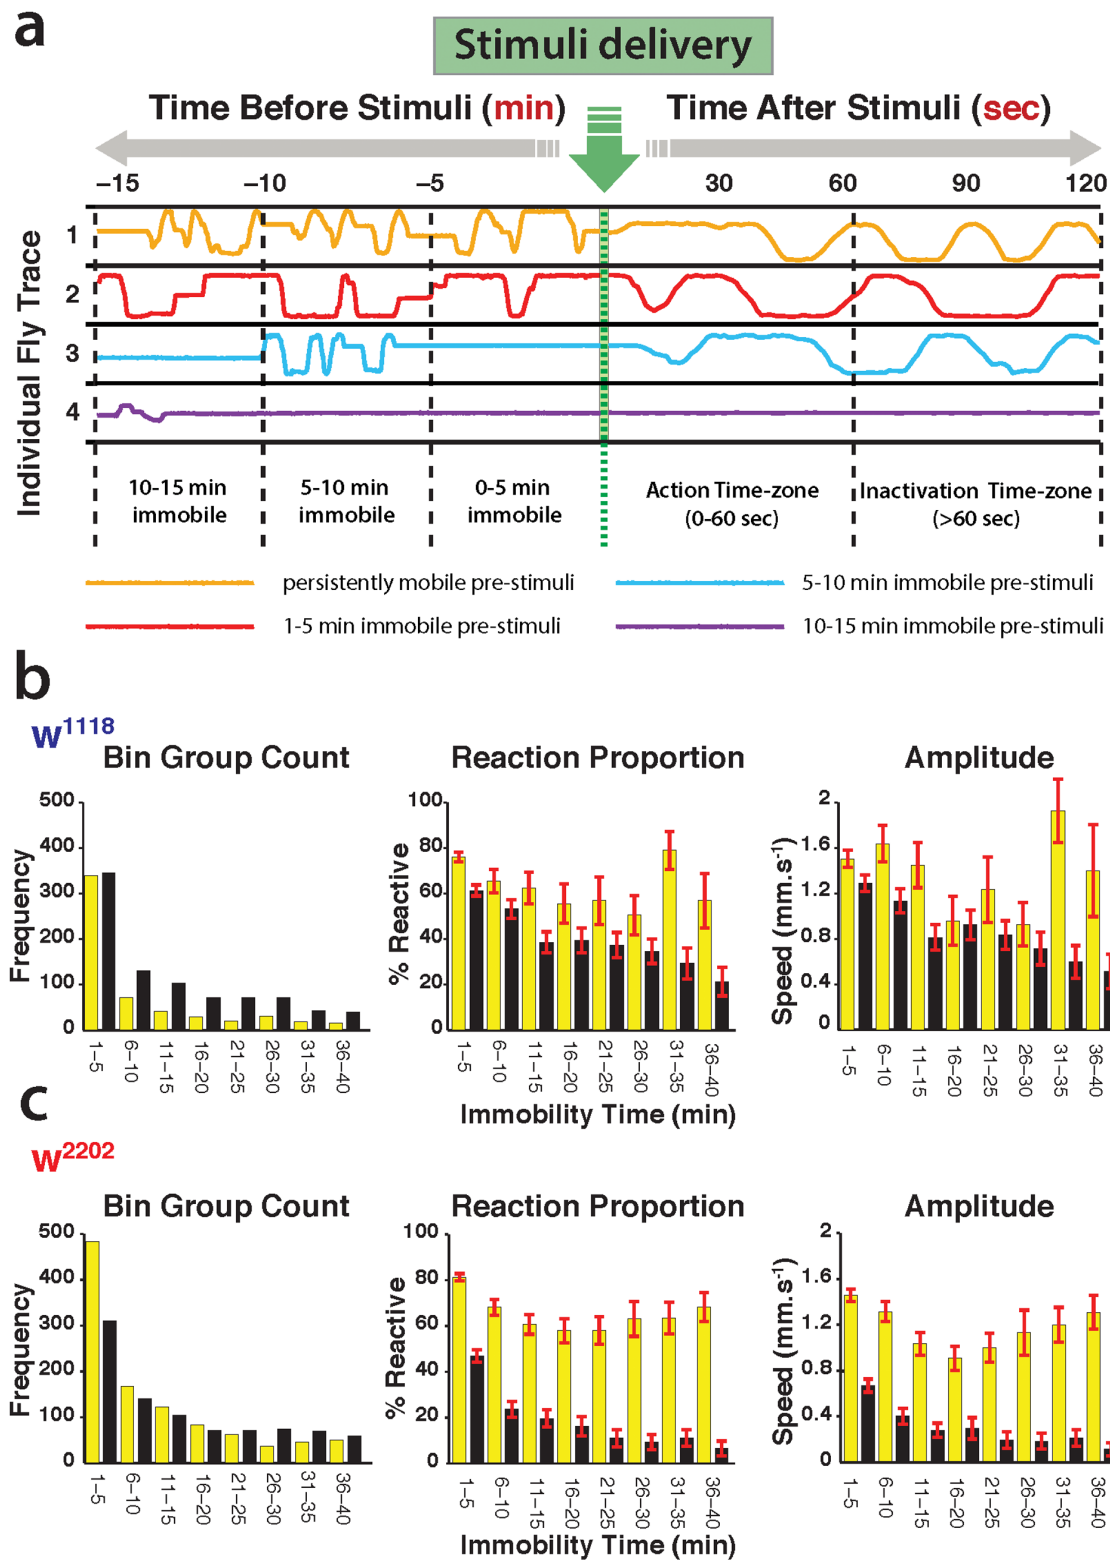 a
Stimuli delivery
Time Before Stimuli (min)
Time After Stimuli (sec)
–15 –10 –5 30 60 90 120
Individual Fly Trace
1
2
3
4
10-15 min immobile
5-10 min immobile
0-5 min immobile
Action Time-zone (0-60 sec)
Inactivation Time-zone (>60 sec)
persistently mobile pre-stimuli
5-10 min immobile pre-stimuli
1-5 min immobile pre-stimuli
10-15 min immobile pre-stimuli
b
w1118
Bin Group Count
Frequency
500
400
300
200
100
0
1–5 6–10 11–15 16–20 21–25 26–30 31–35 36–40
Reaction Proportion
% Reactive
100
80
60
40
20
0
1–5 6–10 11–15 16–20 21–25 26–30 31–35 36–40
Amplitude
Speed (mm.s-1)
2
1.6
1.2
0.8
0.4
0
1–5 6–10 11–15 16–20 21–25 26–30 31–35 36–40
Immobility Time (min)
c
w2202
Bin Group Count
Frequency
500
400
300
200
100
0
1–5 6–10 11–15 16–20 21–25 26–30 31–35 36–40
Reaction Proportion
% Reactive
100
80
60
40
20
0
1–5 6–10 11–15 16–20 21–25 26–30 31–35 36–40
Amplitude
Speed (mm.s-1)
2
1.6
1.2
0.8
0.4
0
1–5 6–10 11–15 16–20 21–25 26–30 31–35 36–40
Immobility Time (min)